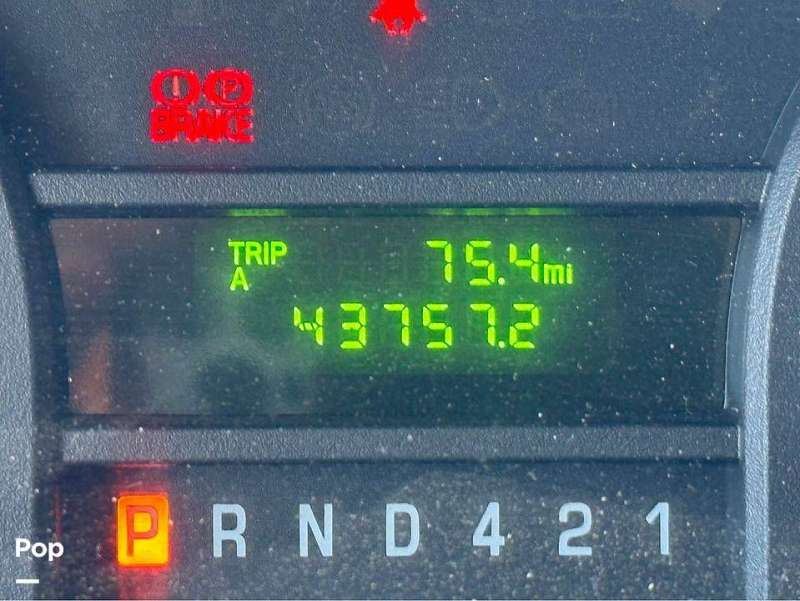 BRAKE
TRIP 75.4mi
A
43757.2
P R N D 4 2 1
Pop